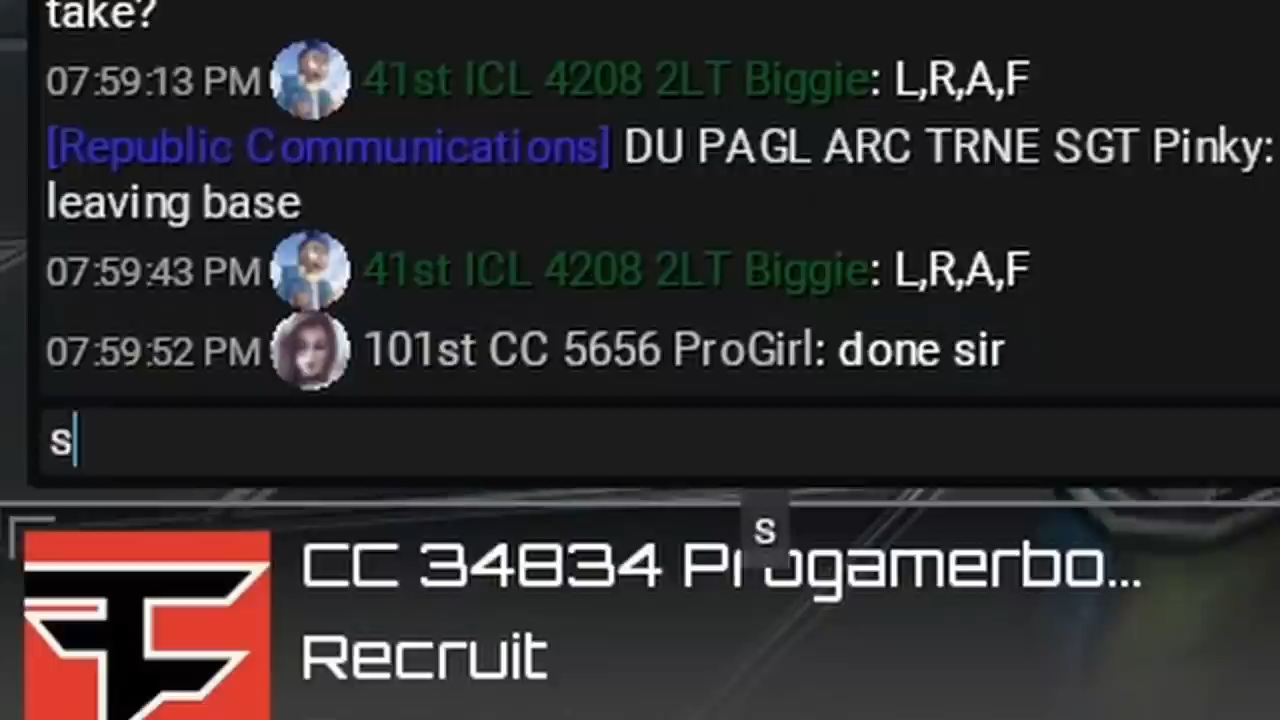 take?
07:59:13 PM 41st ICL 4208 2LT Biggie: L,R,A,F
[Republic Communications] DU PAGL ARC TRNE SGT Pinky:
leaving base
07:59:43 PM 41st ICL 4208 2LT Biggie: L,R,A,F
07:59:52 PM 101st CC 5656 ProGirl: done sir
s
s
CC 34834 Progamerbo...
Recruit